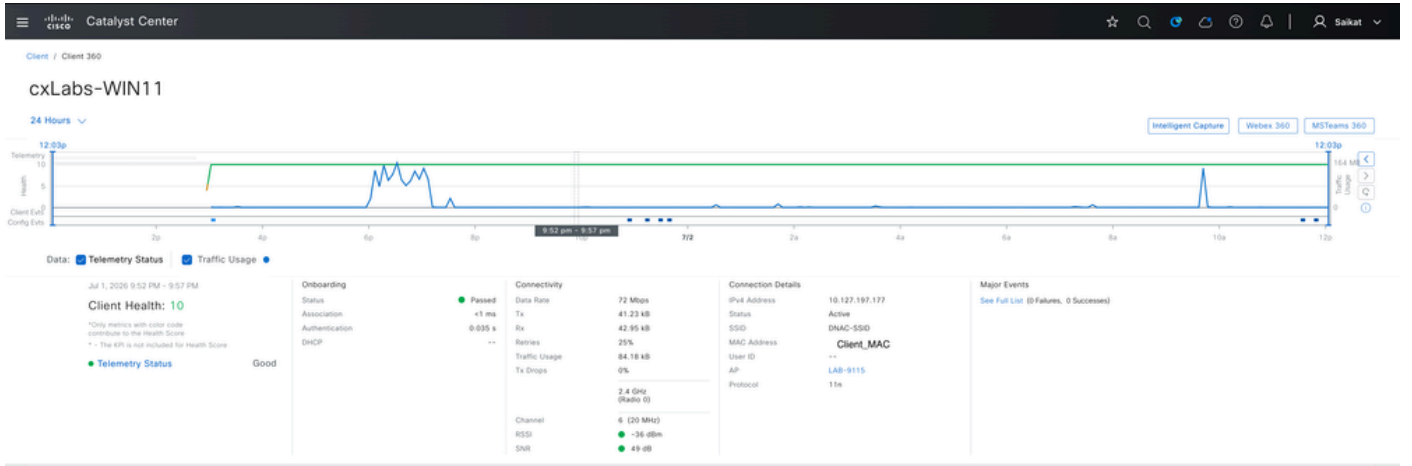 cisco Catalyst Center
Saikat
Client / Client 360
cxLabs-WIN11
24 Hours
Intelligent Capture Webex 360 MSTeams 360
12:03p 12:03p
Telemetry
10
5
0
Health
Client Evts
Config Evts
164 MB
0
Traffic Usage
2p 4p 6p 8p 10p 7/2 2a 4a 6a 8a 10a 12p
9:52 pm - 9:57 pm
Data: Telemetry Status Traffic Usage
Jul 1, 2026 9:52 PM - 9:57 PM
Client Health: 10
*Only metrics with color code
contribute to the Health Score
* - The KPI is not included for Health Score
Telemetry Status Good
Onboarding
Status Passed
Association <1 ms
Authentication 0.035 s
DHCP --
Connectivity
Data Rate 72 Mbps
Tx 41.23 kB
Rx 42.95 kB
Retries 25%
Traffic Usage 84.18 kB
Tx Drops 0%
2.4 GHz
(Radio 0)
Channel 6 (20 MHz)
RSSI -36 dBm
SNR 49 dB
Connection Details
IPv4 Address 10.127.197.177
Status Active
SSID DNAC-SSID
MAC Address Client_MAC
User ID --
AP LAB-9115
Protocol 11n
Major Events
See Full List (0 Failures, 0 Successes)